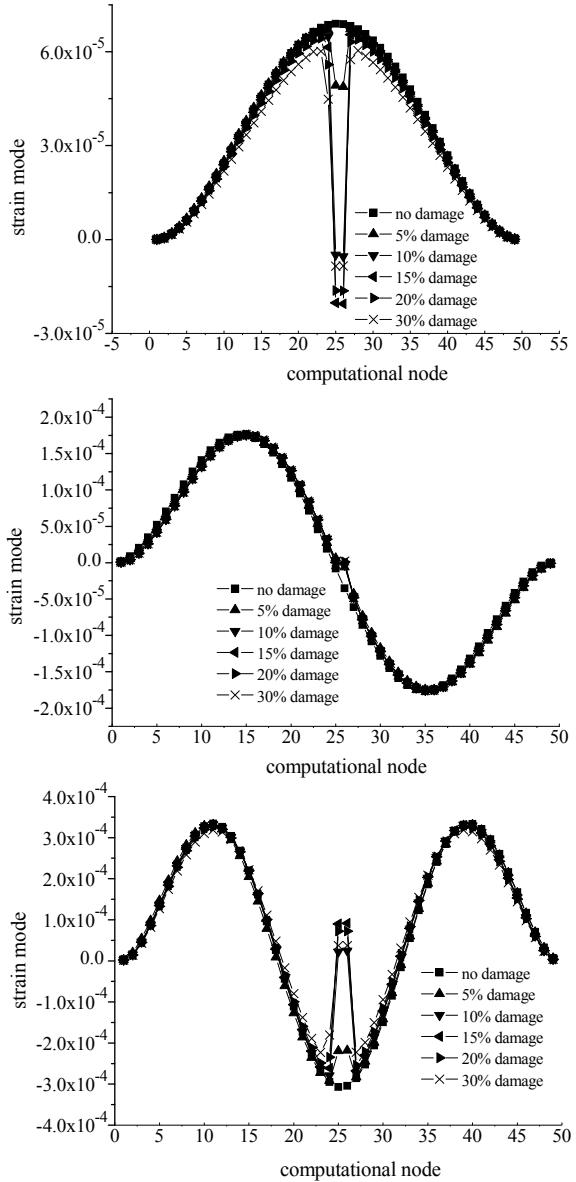 6.0x10⁻⁵
3.0x10⁻⁵
0.0
-3.0x10⁻⁵
strain mode
no damage
5% damage
10% damage
15% damage
20% damage
30% damage
-5 0 5 10 15 20 25 30 35 40 45 50 55
computational node
2.0x10⁻⁴
1.5x10⁻⁴
1.0x10⁻⁴
5.0x10⁻⁵
0.0
-5.0x10⁻⁵
-1.0x10⁻⁴
-1.5x10⁻⁴
-2.0x10⁻⁴
strain mode
no damage
5% damage
10% damage
15% damage
20% damage
30% damage
0 5 10 15 20 25 30 35 40 45 50
computational node
4.0x10⁻⁴
3.0x10⁻⁴
2.0x10⁻⁴
1.0x10⁻⁴
0.0
-1.0x10⁻⁴
-2.0x10⁻⁴
-3.0x10⁻⁴
-4.0x10⁻⁴
strain mode
no damage
5% damage
10% damage
15% damage
20% damage
30% damage
0 5 10 15 20 25 30 35 40 45 50
computational node